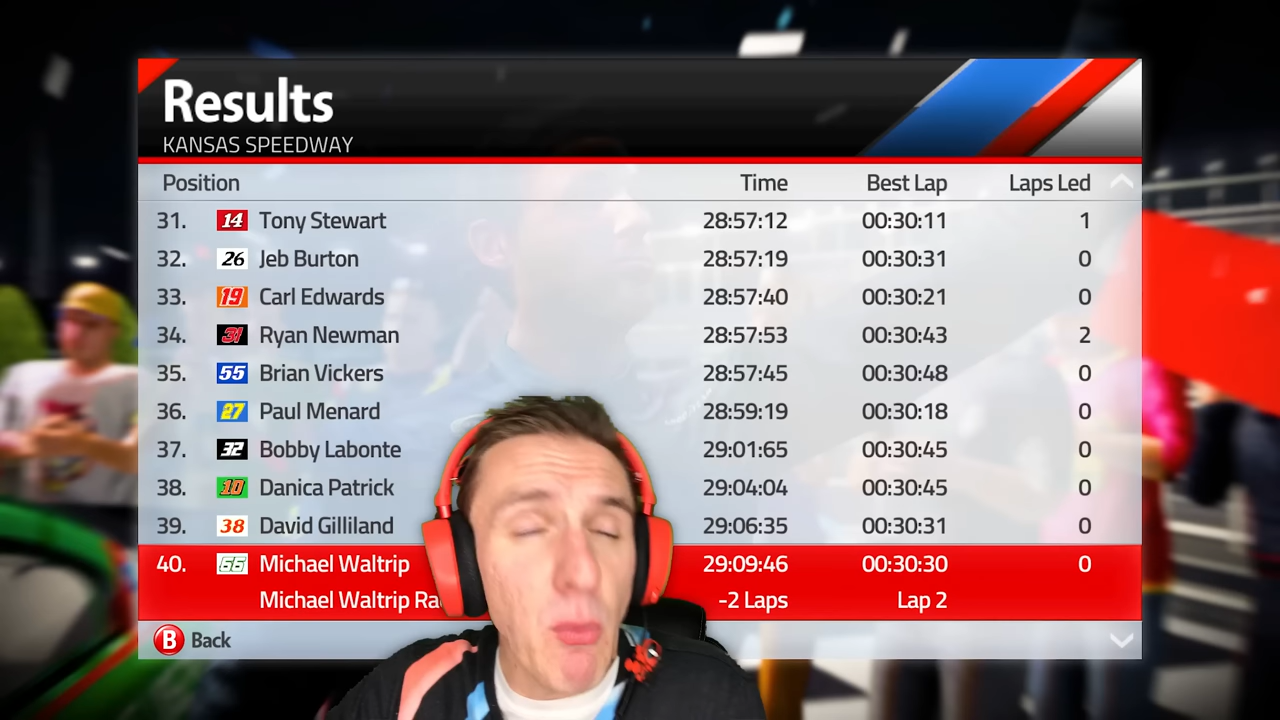 Results
KANSAS SPEEDWAY
Position Time Best Lap Laps Led
31. 14 Tony Stewart 28:57:12 00:30:11 1
32. 26 Jeb Burton 28:57:19 00:30:31 0
33. 19 Carl Edwards 28:57:40 00:30:21 0
34. 31 Ryan Newman 28:57:53 00:30:43 2
35. 55 Brian Vickers 28:57:45 00:30:48 0
36. 27 Paul Menard 28:59:19 00:30:18 0
37. 32 Bobby Labonte 29:01:65 00:30:45 0
38. 10 Danica Patrick 29:04:04 00:30:45 0
39. 38 David Gilliland 29:06:35 00:30:31 0
40. 66 Michael Waltrip 29:09:46 00:30:30 0
Michael Waltrip -2 Laps Lap 2
B Back